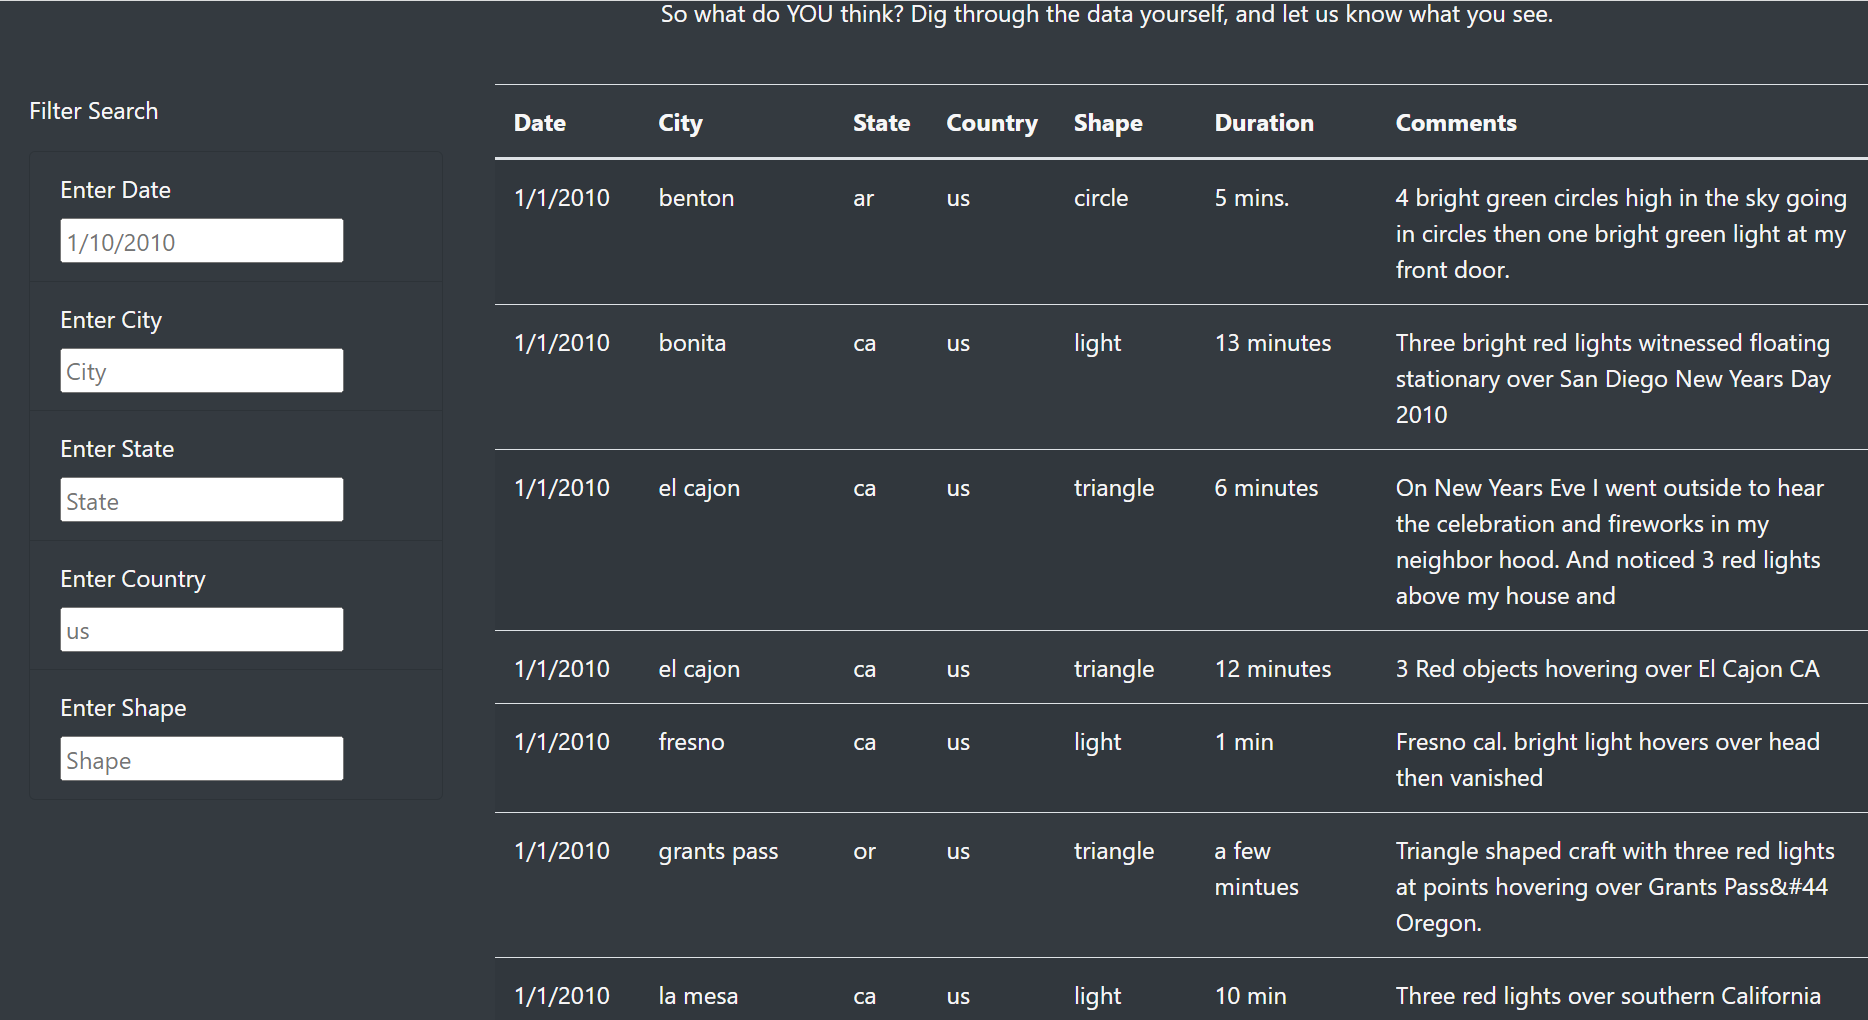 So what do YOU think? Dig through the data yourself, and let us know what you see.
Filter Search
Enter Date
1/10/2010
Enter City
City
Enter State
State
Enter Country
us
Enter Shape
Shape
Date City State Country Shape Duration Comments
1/1/2010 benton ar us circle 5 mins. 4 bright green circles high in the sky going
in circles then one bright green light at my
front door.
1/1/2010 bonita ca us light 13 minutes Three bright red lights witnessed floating
stationary over San Diego New Years Day
2010
1/1/2010 el cajon ca us triangle 6 minutes On New Years Eve I went outside to hear
the celebration and fireworks in my
neighbor hood. And noticed 3 red lights
above my house and
1/1/2010 el cajon ca us triangle 12 minutes 3 Red objects hovering over El Cajon CA
1/1/2010 fresno ca us light 1 min Fresno cal. bright light hovers over head
then vanished
1/1/2010 grants pass or us triangle a few Triangle shaped craft with three red lights
mintues at points hovering over Grants Pass&#44
Oregon.
1/1/2010 la mesa ca us light 10 min Three red lights over southern California